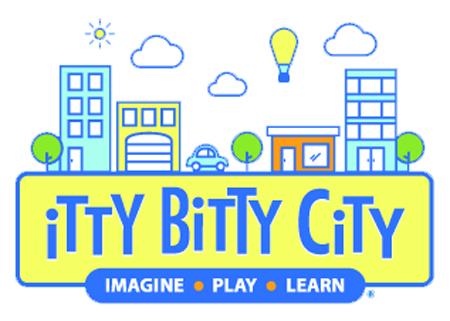 iTTY BiTTY CiTY
IMAGINE • PLAY • LEARN ®